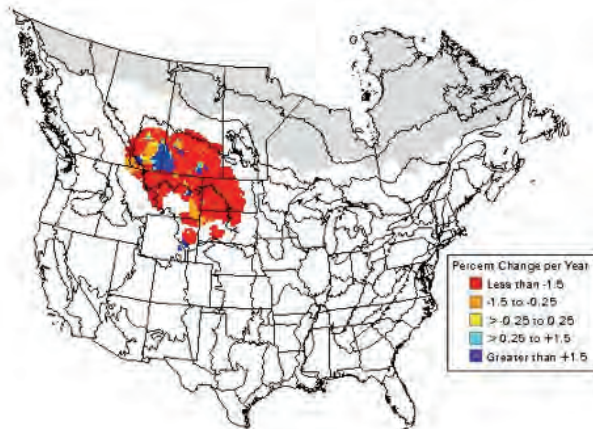 Percent Change per Year
Less than -1.5
-1.5 to -0.25
> -0.25 to 0.25
> 0.25 to +1.5
Greater than +1.5